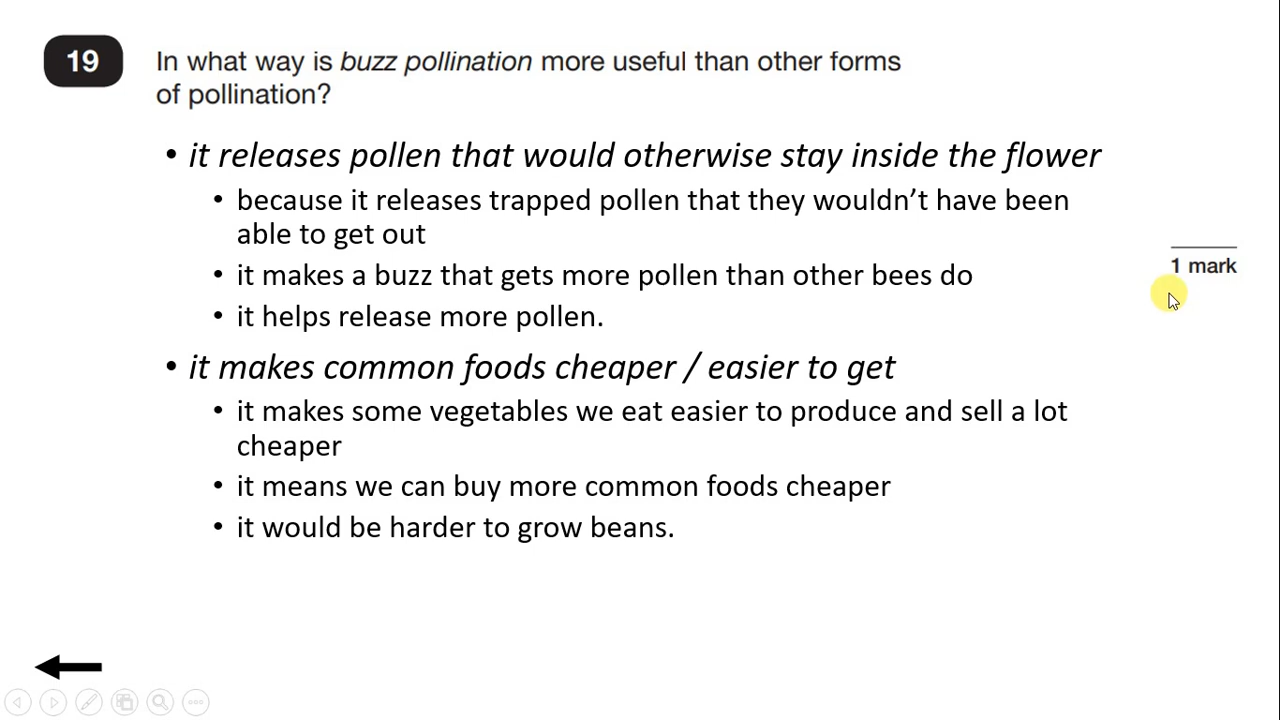 19
In what way is buzz pollination more useful than other forms
of pollination?
• it releases pollen that would otherwise stay inside the flower
• because it releases trapped pollen that they wouldn’t have been
able to get out
• it makes a buzz that gets more pollen than other bees do
• it helps release more pollen.
1 mark
• it makes common foods cheaper / easier to get
• it makes some vegetables we eat easier to produce and sell a lot
cheaper
• it means we can buy more common foods cheaper
• it would be harder to grow beans.